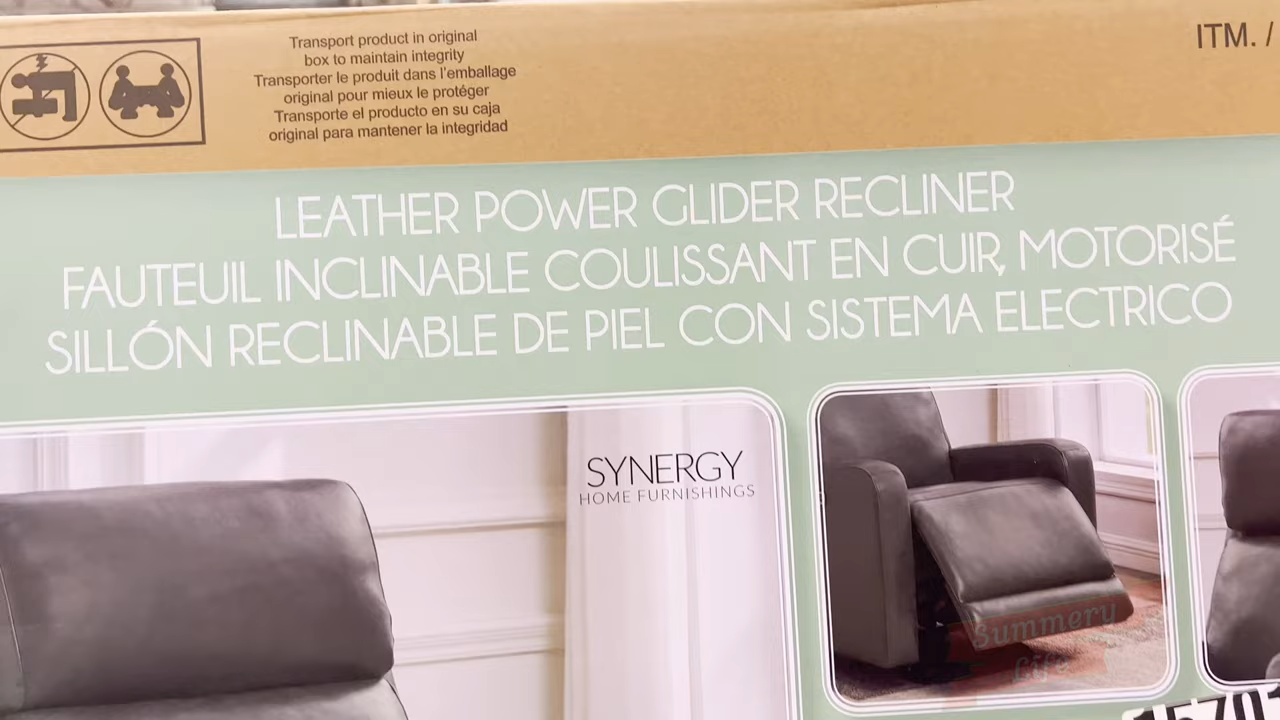 Transport product in original
box to maintain integrity
Transporter le produit dans l'emballage
original pour mieux le protéger
Transporte el producto en su caja
original para mantener la integridad
ITM. /
LEATHER POWER GLIDER RECLINER
FAUTEUIL INCLINABLE COULISSANT EN CUIR, MOTORISÉ
SILLÓN RECLINABLE DE PIEL CON SISTEMA ELECTRICO
SYNERGY
HOME FURNISHINGS
Summery
Life